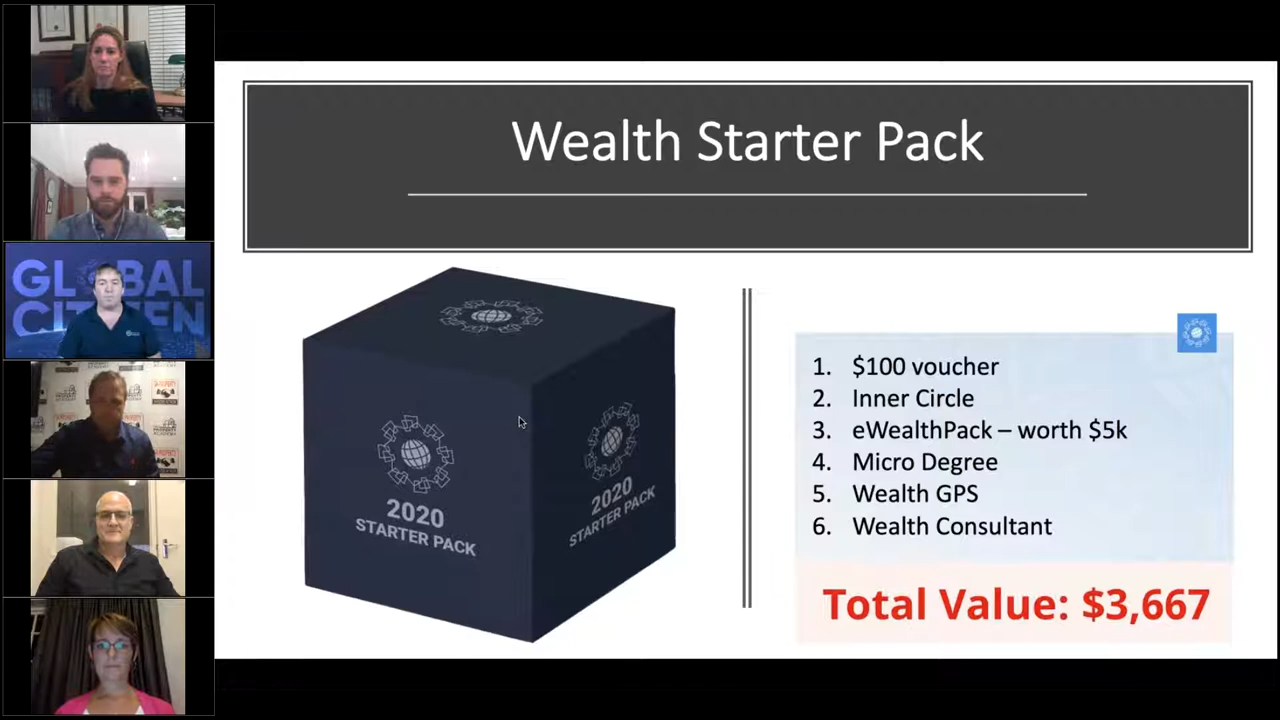 Wealth Starter Pack
GLOBAL
CITIZEN
2020
STARTER PACK
2020
STARTER PACK
1. $100 voucher
2. Inner Circle
3. eWealthPack – worth $5k
4. Micro Degree
5. Wealth GPS
6. Wealth Consultant
Total Value: $3,667